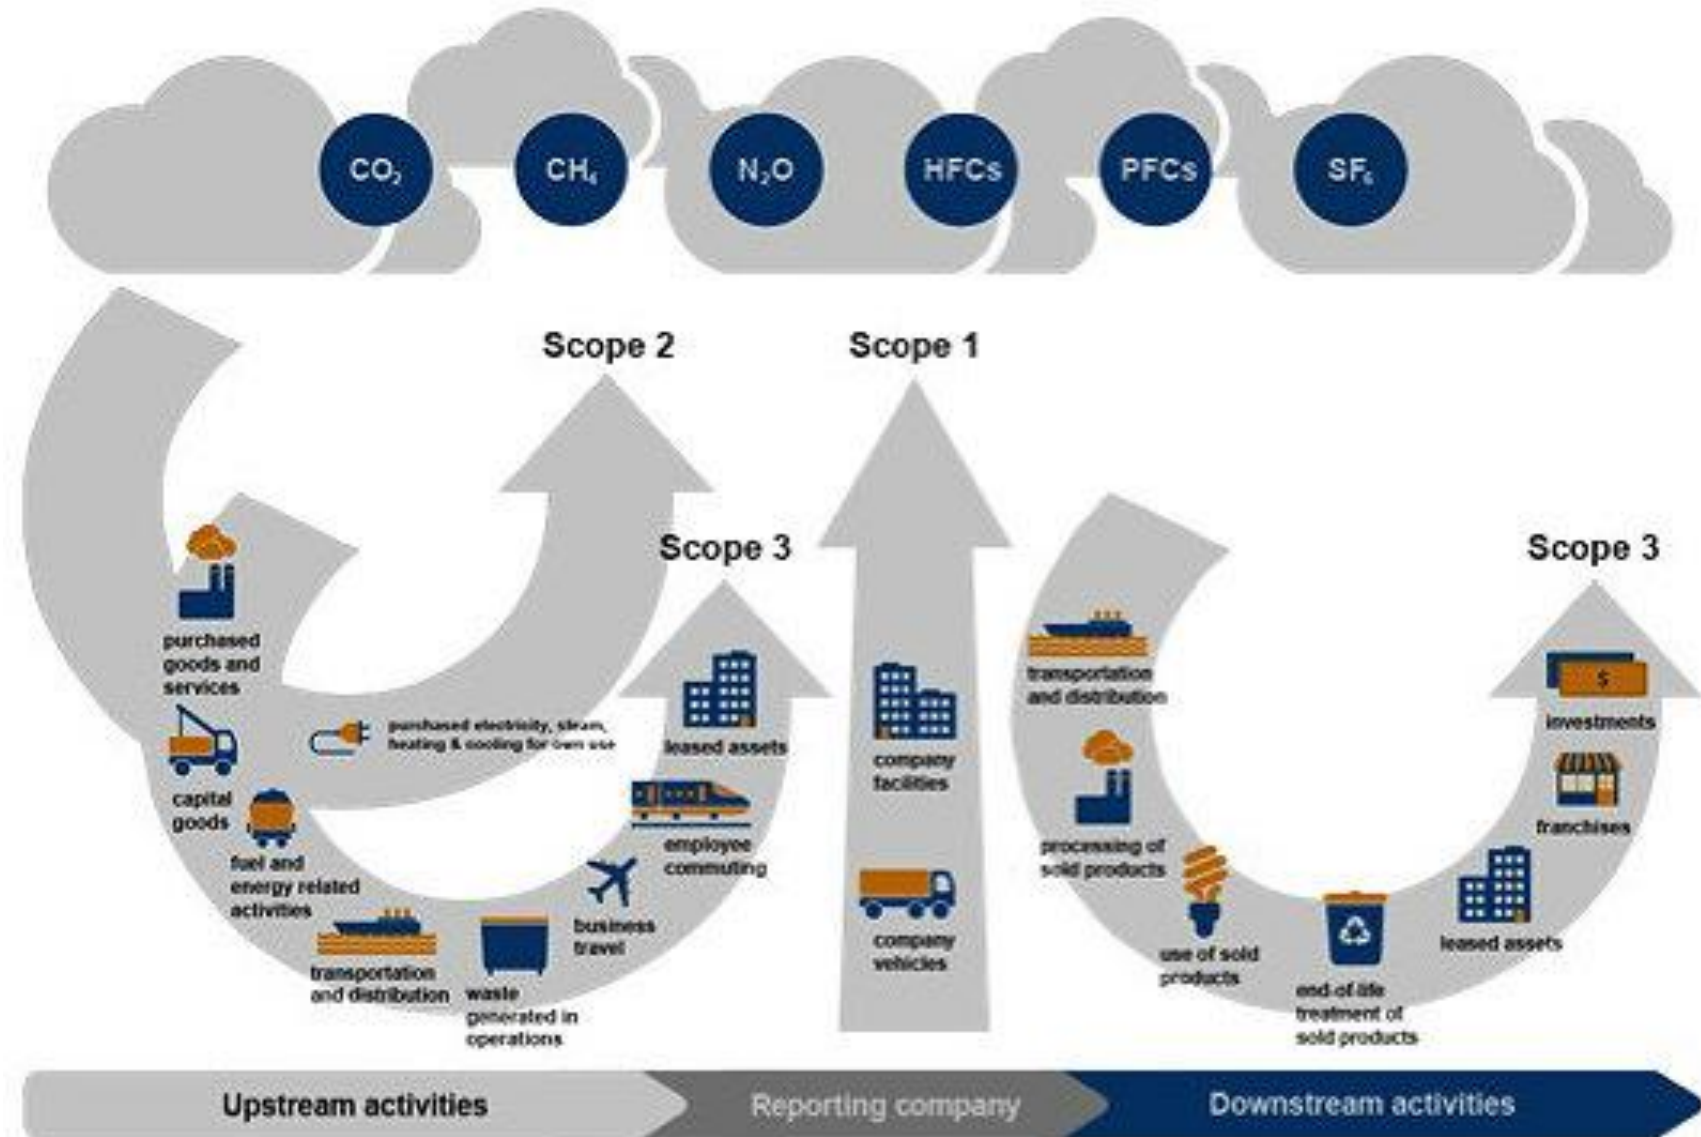 CO₂
CH₄
N₂O
HFCs
PFCs
SF₆
Scope 2
Scope 1
Scope 3
Scope 3
purchased
goods and
services
capital
goods
fuel and
energy related
activities
transportation
and distribution
waste
generated in
operations
business
travel
employee
commuting
leased assets
purchased electricity, steam,
heating & cooling for own use
company
facilities
company
vehicles
transportation
and distribution
processing of
sold products
use of sold
products
end-of-life
treatment of
sold products
leased assets
franchises
$
investments
Upstream activities
Reporting company
Downstream activities